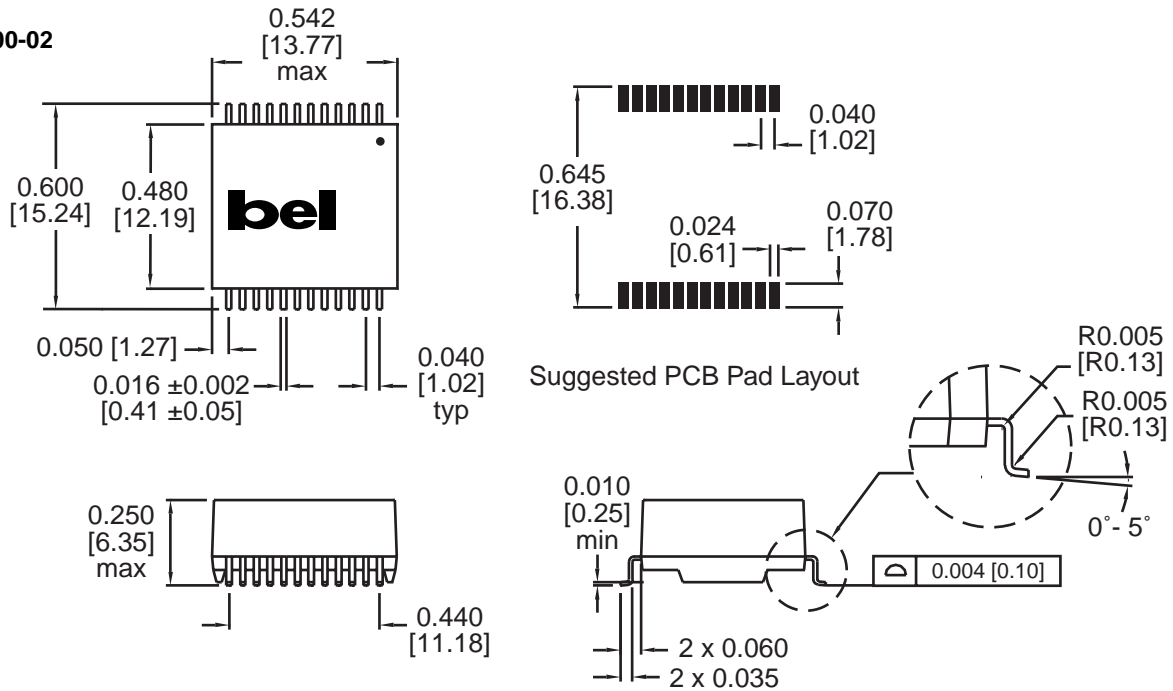 00-02
0.542
[13.77]
max
0.600
[15.24]
0.480
[12.19]
bel
0.050 [1.27]
0.016 ±0.002
[0.41 ±0.05]
0.040
[1.02]
typ
0.645
[16.38]
0.040
[1.02]
0.024
[0.61]
0.070
[1.78]
Suggested PCB Pad Layout
R0.005
[R0.13]
R0.005
[R0.13]
0°- 5°
0.250
[6.35]
max
0.440
[11.18]
0.010
[0.25]
min
0.004 [0.10]
2 x 0.060
2 x 0.035